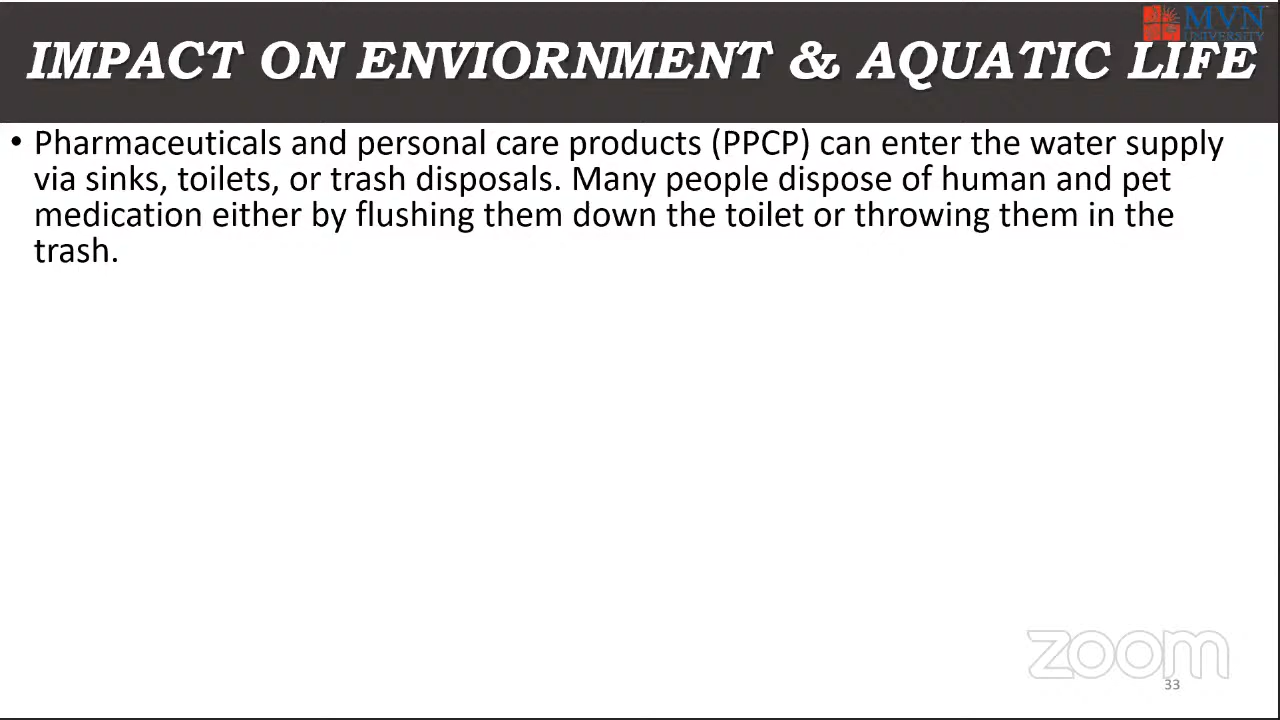 MVN
UNIVERSITY
IMPACT ON ENVIORNMENT & AQUATIC LIFE
• Pharmaceuticals and personal care products (PPCP) can enter the water supply
via sinks, toilets, or trash disposals. Many people dispose of human and pet
medication either by flushing them down the toilet or throwing them in the
trash.
zoom
33